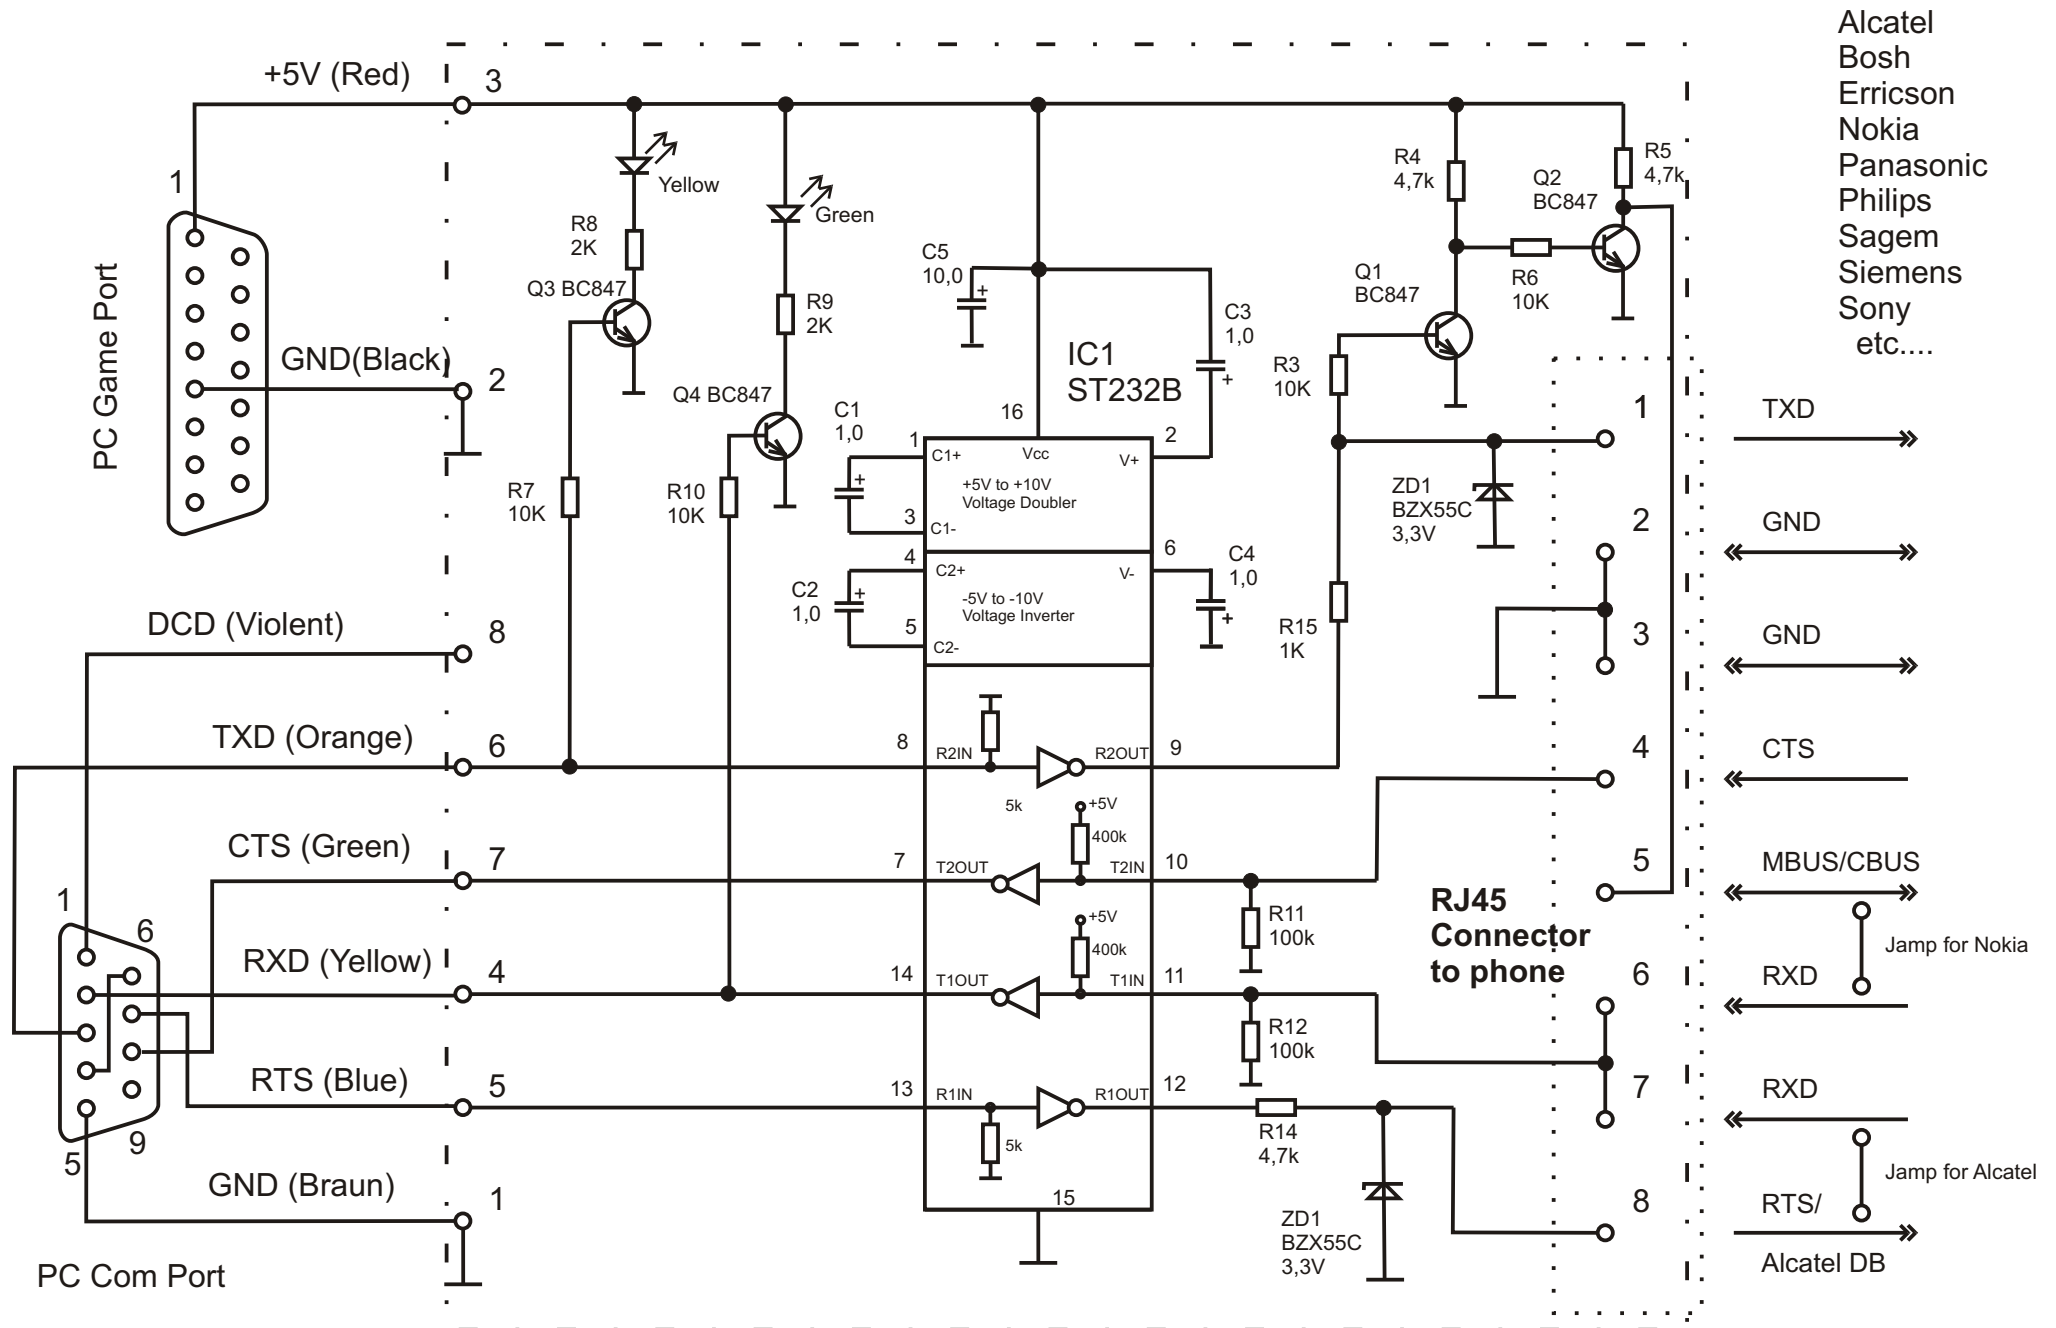 Alcatel
Bosh
Erricson
Nokia
Panasonic
Philips
Sagem
Siemens
Sony
etc....
+5V (Red)
3
1
PC Game Port
GND(Black)
2
Yellow
R8
2K
Q3 BC847
Green
R9
2K
Q4 BC847
R7
10K
R10
10K
C5
10,0
+
C3
1,0
+
IC1
ST232B
C1
1,0
+
C2
1,0
+
C4
1,0
+
16
1
2
C1+
Vcc
V+
+5V to +10V
Voltage Doubler
3
C1-
4
6
C2+
V-
-5V to -10V
Voltage Inverter
5
C2-
R4
4,7k
R5
4,7k
Q2
BC847
Q1
BC847
R6
10K
R3
10K
ZD1
BZX55C
3,3V
R15
1K
DCD (Violent)
8
TXD (Orange)
6
8
R2IN
R2OUT
9
5k
+5V
400k
CTS (Green)
7
7
T2OUT
T2IN
10
R11
100k
+5V
400k
RXD (Yellow)
4
14
T1OUT
T1IN
11
R12
100k
RTS (Blue)
5
13
R1IN
R1OUT
12
5k
R14
4,7k
15
ZD1
BZX55C
3,3V
GND (Braun)
1
1
6
5
9
PC Com Port
RJ45
Connector
to phone
1
TXD
2
GND
3
GND
4
CTS
5
MBUS/CBUS
Jamp for Nokia
6
RXD
7
RXD
Jamp for Alcatel
8
RTS/
Alcatel DB